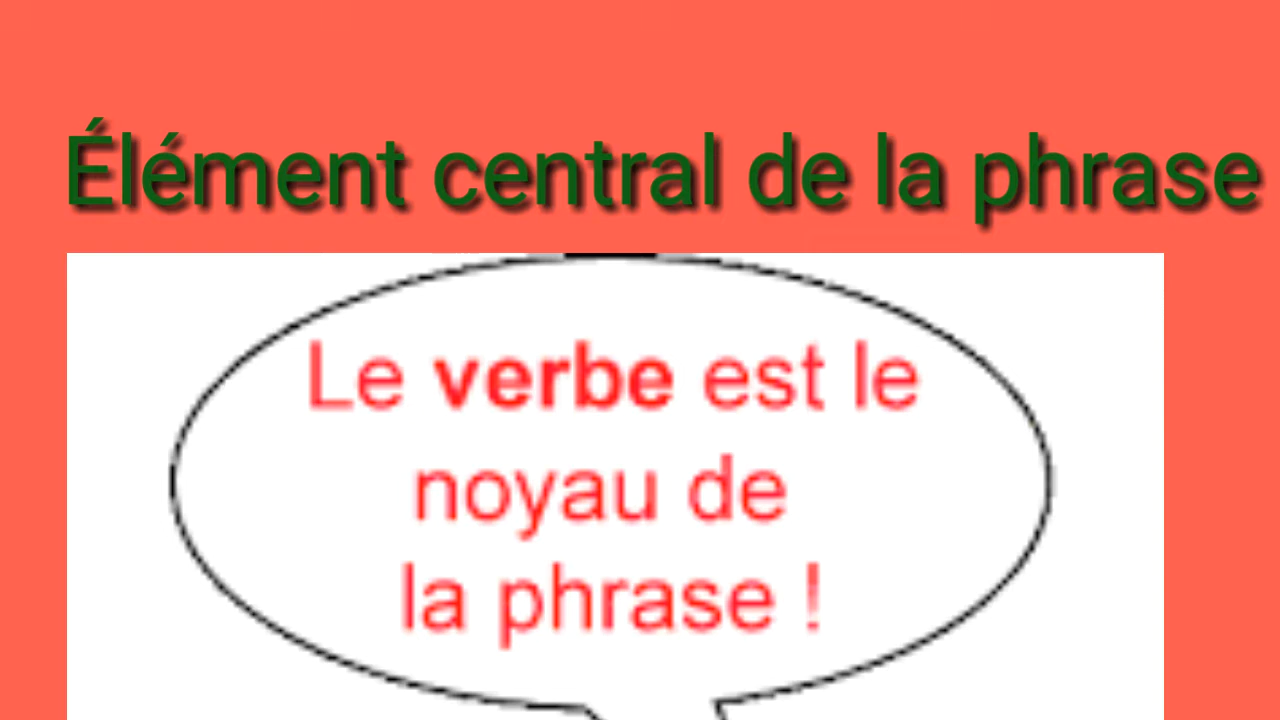 Élément central de la phrase
Le verbe est le
noyau de
la phrase !